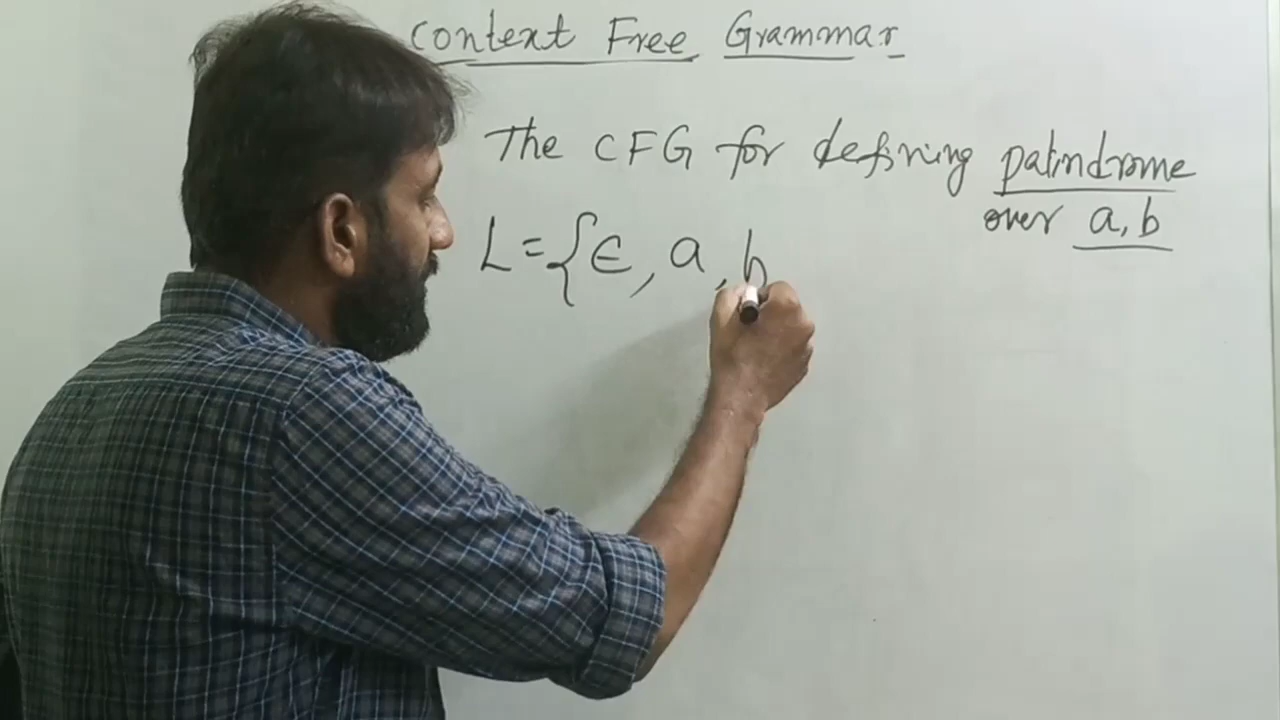 Context Free Grammar
The CFG for defining palindrome
over a,b
L={ϵ, a, b